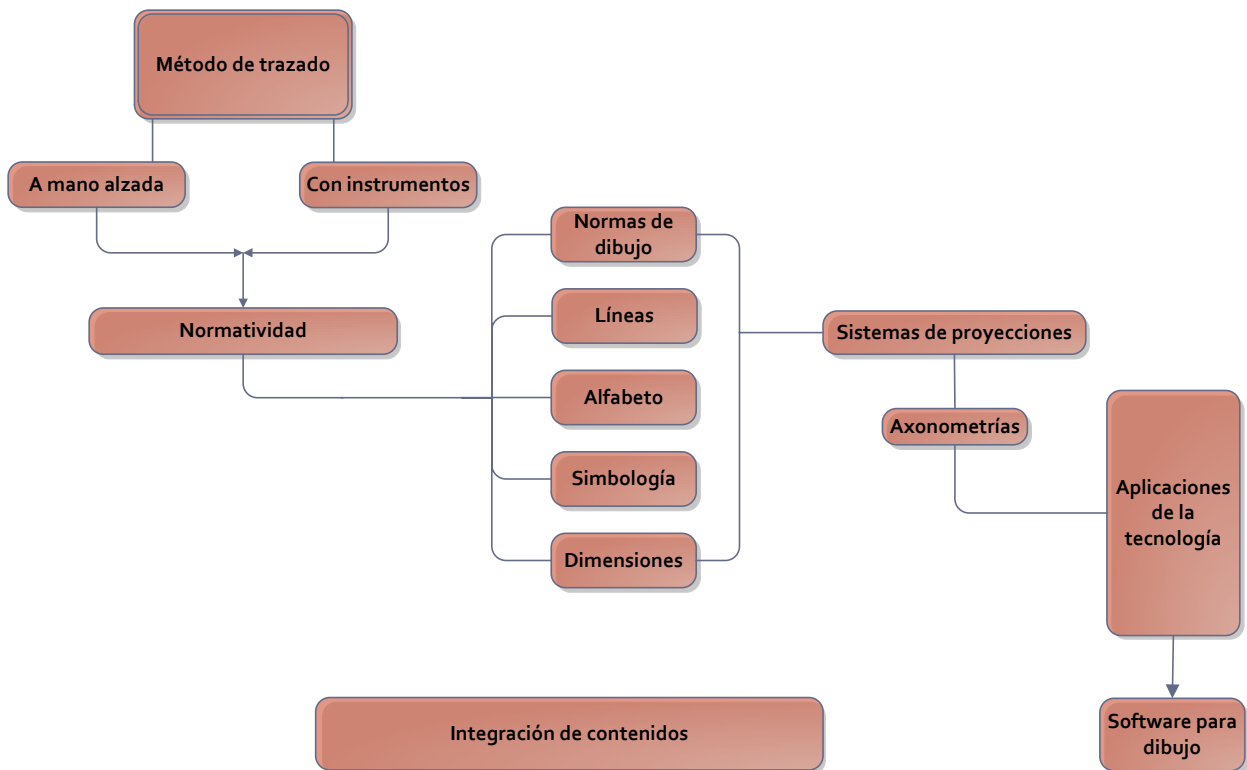 Método de trazado
A mano alzada
Con instrumentos
Normatividad
Normas de
dibujo
Líneas
Alfabeto
Simbología
Dimensiones
Sistemas de proyecciones
Axonometrías
Aplicaciones
de la
tecnología
Software para
dibujo
Integración de contenidos